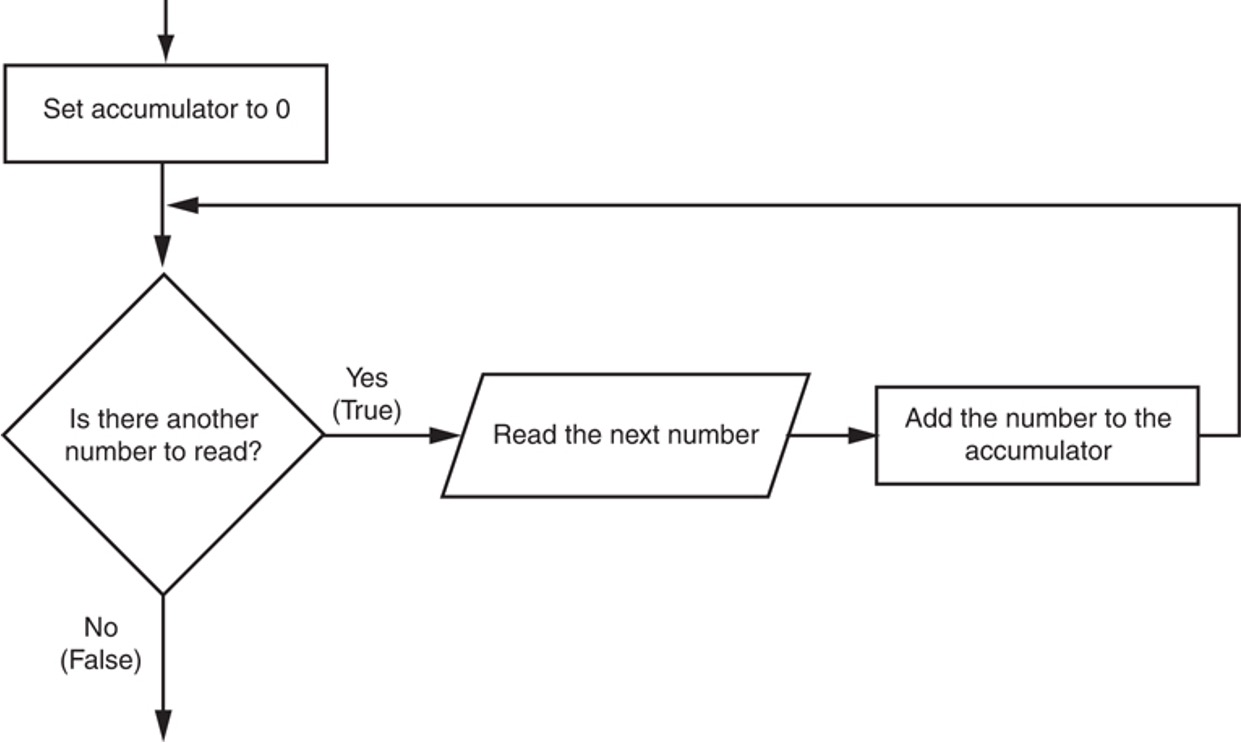 Set accumulator to 0
Is there another
number to read?
Yes
(True)
Read the next number
Add the number to the
accumulator
No
(False)